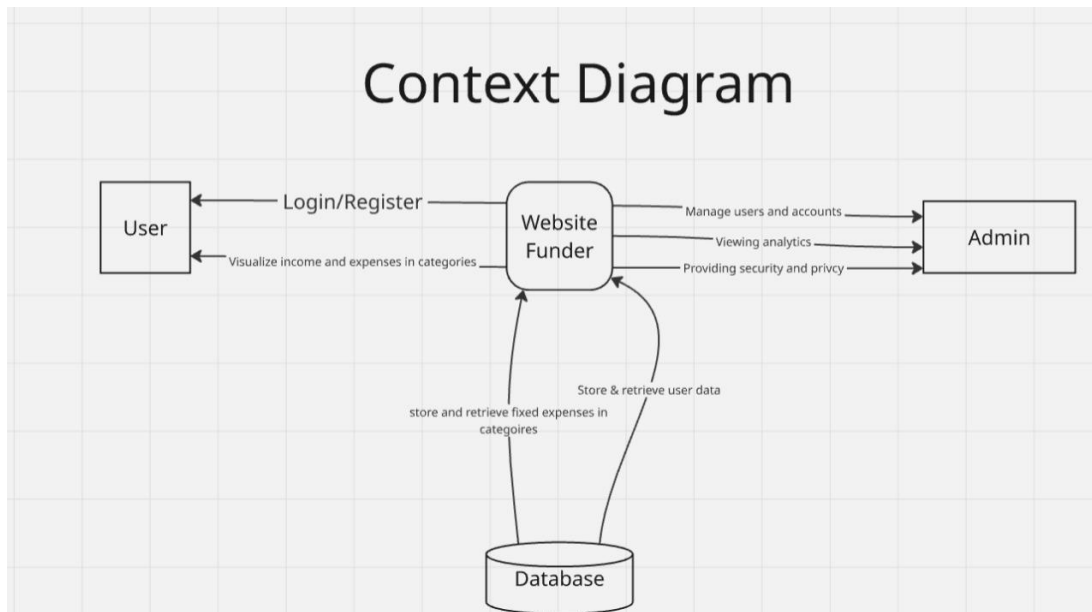 Context Diagram
User
Login/Register
Visualize income and expenses in categories
Website
Funder
Manage users and accounts
Viewing analytics
Providing security and privcy
Admin
store and retrieve fixed expenses in
categoires
Store & retrieve user data
Database